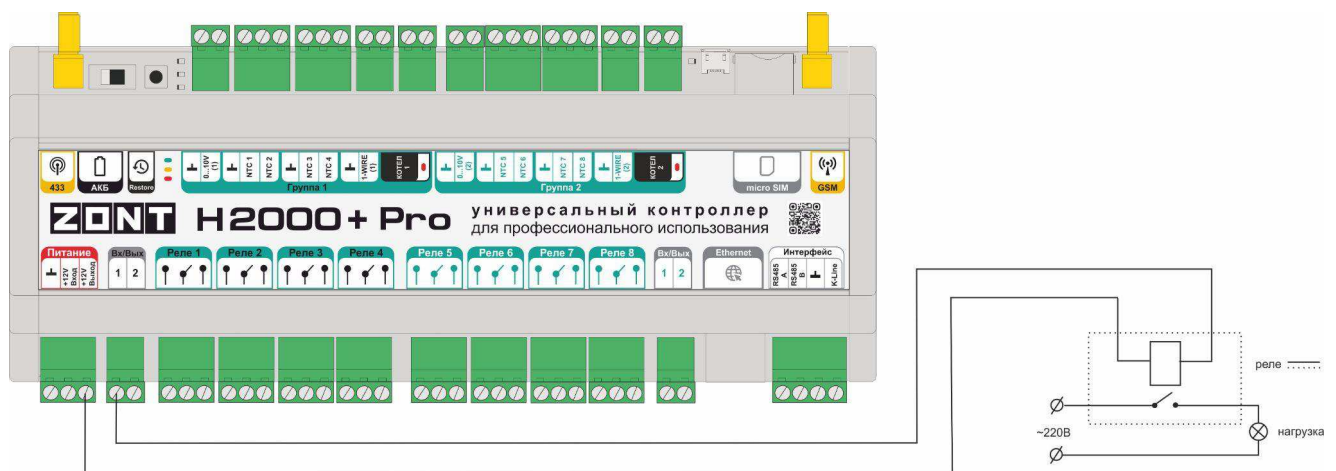 433
АКБ
Restore
⊥
0...10V (1)
⊥
NTC 1
NTC 2
⊥
NTC 3
NTC 4
⊥
1-WIRE (1)
КОТЕЛ 1
Группа 1
0...10V (2)
⊥
NTC 5
NTC 6
⊥
NTC 7
NTC 8
⊥
1-WIRE (2)
КОТЕЛ 2
Группа 2
micro SIM
GSM
ZONT H2000+ Pro
универсальный контроллер
для профессионального использования
Питание
⊥
+12V Вход
+12V Выход
Вх/Вых
1 2
Реле 1
Реле 2
Реле 3
Реле 4
Реле 5
Реле 6
Реле 7
Реле 8
Вх/Вых
1 2
Ethernet
Интерфейс
RS485 A
RS485 B
⊥
K-Line
реле
~220В
нагрузка